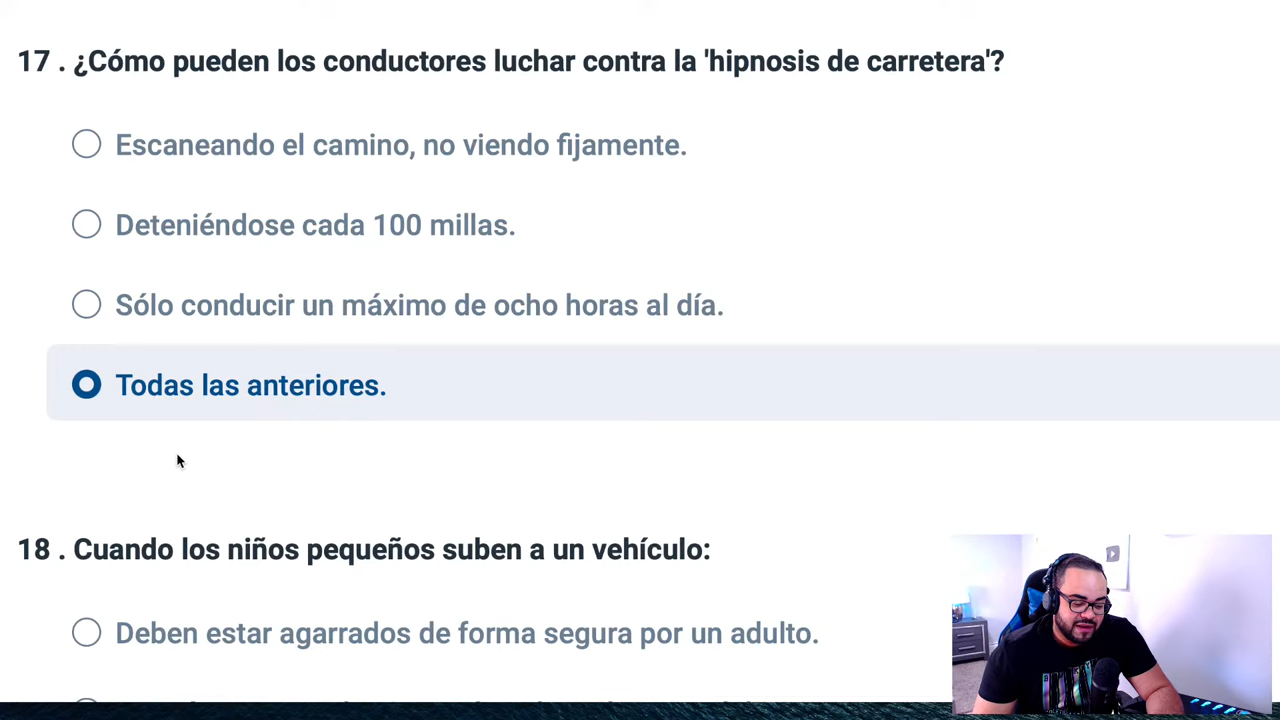 17 . ¿Cómo pueden los conductores luchar contra la 'hipnosis de carretera'?
Escaneando el camino, no viendo fijamente.
Deteniéndose cada 100 millas.
Sólo conducir un máximo de ocho horas al día.
Todas las anteriores.
18 . Cuando los niños pequeños suben a un vehículo:
Deben estar agarrados de forma segura por un adulto.